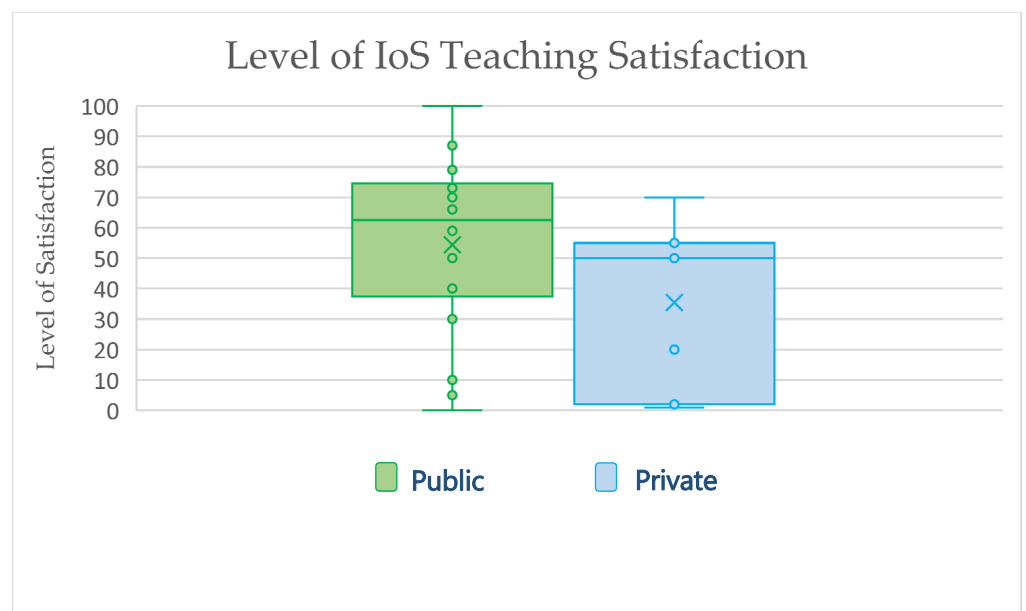 Level of IoS Teaching Satisfaction
Level of Satisfaction
100
90
80
70
60
50
40
30
20
10
0
Public
Private